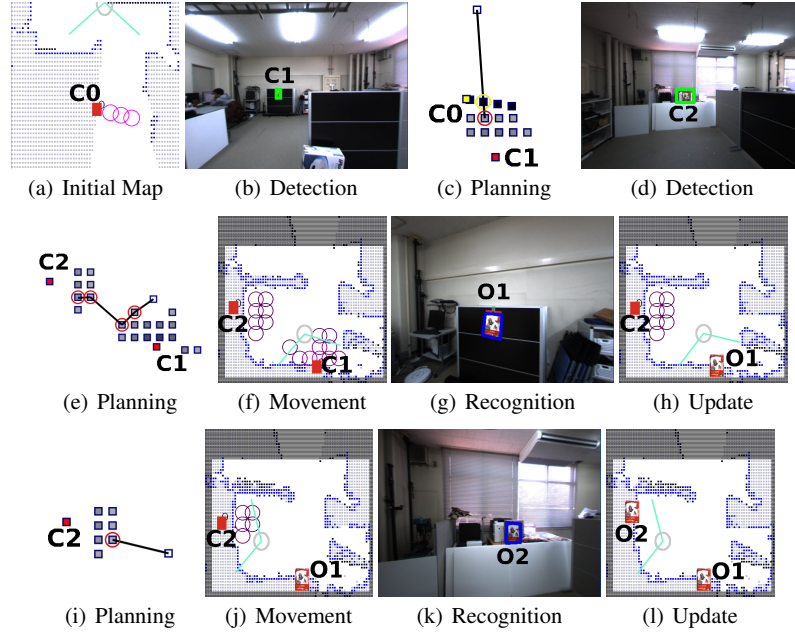 C0
C1
C0
C1
C2
(a) Initial Map
(b) Detection
(c) Planning
(d) Detection
C2
C1
C2
C1
O1
C2
O1
(e) Planning
(f) Movement
(g) Recognition
(h) Update
C2
C2
O1
O2
O2
O1
(i) Planning
(j) Movement
(k) Recognition
(l) Update